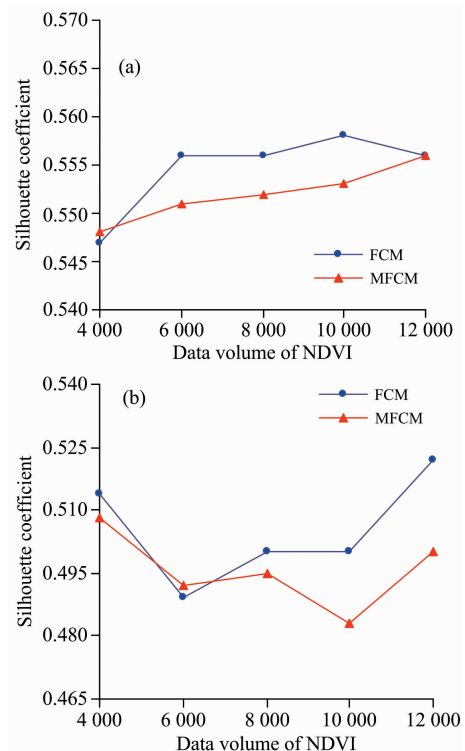 0.570
(a)
0.565
0.560
0.555
0.550
0.545
0.540
Silhouette coefficient
FCM
MFCM
4 000 6 000 8 000 10 000 12 000
Data volume of NDVI
0.540
(b)
FCM
MFCM
0.525
0.510
0.495
0.480
0.465
Silhouette coefficient
4 000 6 000 8 000 10 000 12 000
Data volume of NDVI